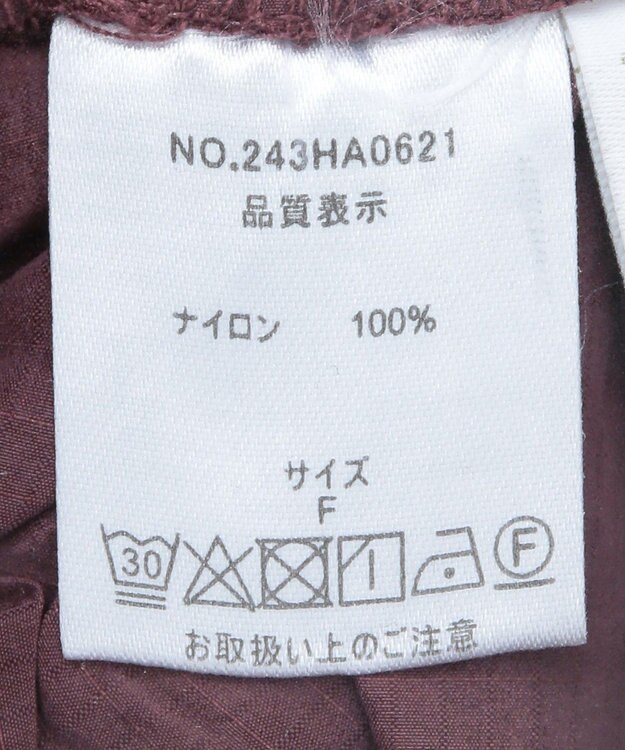 NO.243HA0621
品質表示
ナイロン 100%
サイズ
F
30 F
お取扱い上のご注意